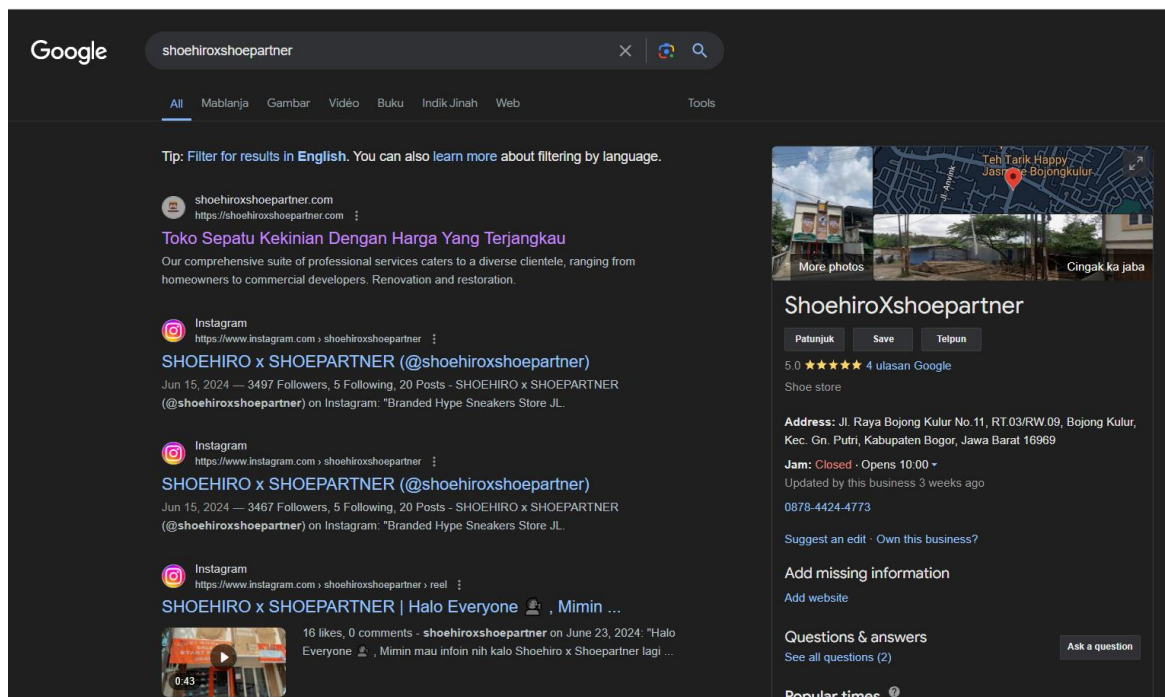 Google
shoehiroxshoepartner
All Mablanja Gambar Vidéo Buku Indik Jinah Web Tools
Tip: Filter for results in English. You can also learn more about filtering by language.
shoehiroxshoepartner.com
https://shoehiroxshoepartner.com
Toko Sepatu Kekinian Dengan Harga Yang Terjangkau
Our comprehensive suite of professional services caters to a diverse clientele, ranging from
homeowners to commercial developers. Renovation and restoration.
Instagram
https://www.instagram.com › shoehiroxshoepartner
SHOEHIRO x SHOEPARTNER (@shoehiroxshoepartner)
Jun 15, 2024 — 3497 Followers, 5 Following, 20 Posts - SHOEHIRO x SHOEPARTNER
(@shoehiroxshoepartner) on Instagram: "Branded Hype Sneakers Store JL.
Instagram
https://www.instagram.com › shoehiroxshoepartner
SHOEHIRO x SHOEPARTNER (@shoehiroxshoepartner)
Jun 15, 2024 — 3467 Followers, 5 Following, 20 Posts - SHOEHIRO x SHOEPARTNER
(@shoehiroxshoepartner) on Instagram: "Branded Hype Sneakers Store JL.
Instagram
https://www.instagram.com › shoehiroxshoepartner › reel
SHOEHIRO x SHOEPARTNER | Halo Everyone 👤 , Mimin ...
16 likes, 0 comments - shoehiroxshoepartner on June 23, 2024: "Halo
Everyone 👤 , Mimin mau infoin nih kalo Shoehiro x Shoepartner lagi ...
0:43
Teh Tarik Happy
Jasmine Bojongkulur
Jl. Anvink
More photos
Cingak ka jaba
ShoehiroXshoepartner
Patunjuk Save Telpun
5.0 ★★★★★ 4 ulasan Google
Shoe store
Address: Jl. Raya Bojong Kulur No.11, RT.03/RW.09, Bojong Kulur,
Kec. Gn. Putri, Kabupaten Bogor, Jawa Barat 16969
Jam: Closed · Opens 10:00
Updated by this business 3 weeks ago
0878-4424-4773
Suggest an edit · Own this business?
Add missing information
Add website
Questions & answers
See all questions (2)
Ask a question
Popular times